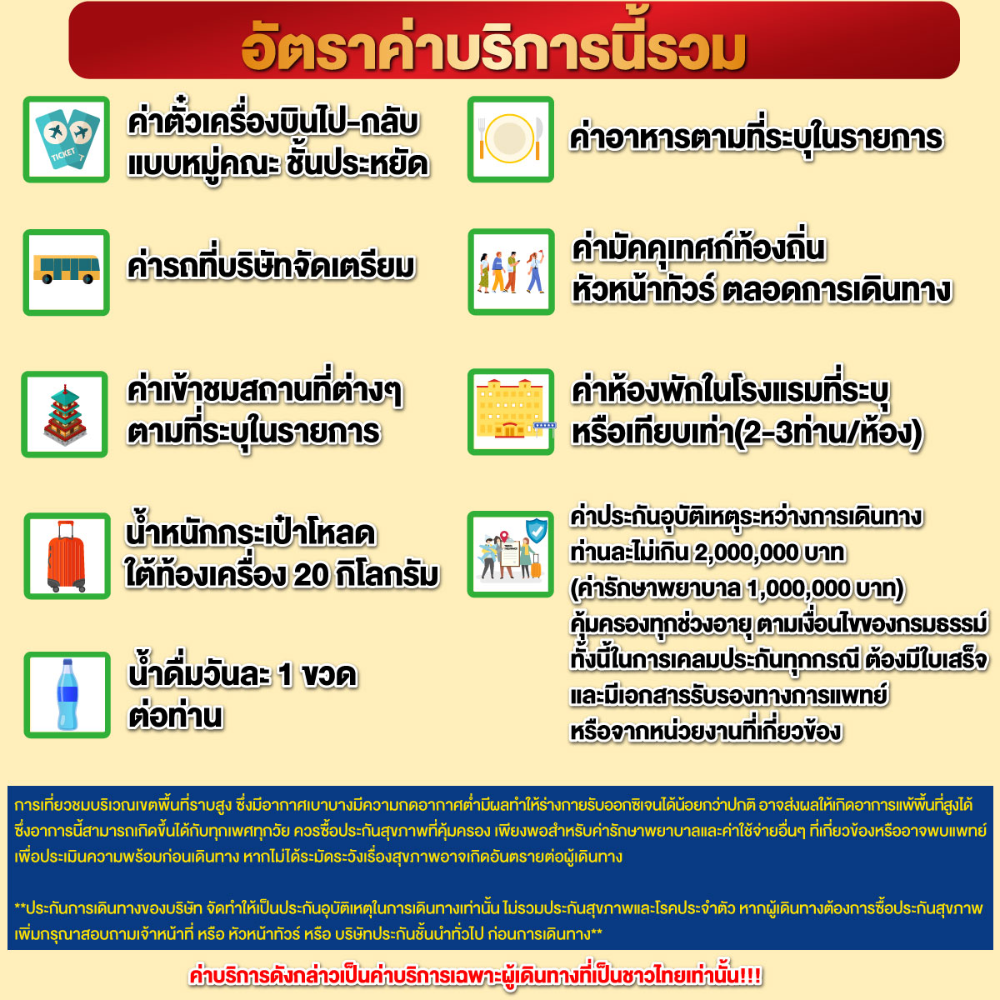 อัตราค่าบริการนี้รวม
TICKET
T
ค่าตั๋วเครื่องบินไป-กลับ
แบบหมู่คณะ ชั้นประหยัด
ค่าอาหารตามที่ระบุในรายการ
ค่ารถที่บริษัทจัดเตรียม
ค่ามัคคุเทศก์ท้องถิ่น
หัวหน้าทัวร์ ตลอดการเดินทาง
ค่าเข้าชมสถานที่ต่างๆ
ตามที่ระบุในรายการ
ค่าห้องพักในโรงแรมที่ระบุ
หรือเทียบเท่า(2-3ท่าน/ห้อง)
น้ำหนักกระเป๋าโหลด
ใต้ท้องเครื่อง 20 กิโลกรัม
ค่าประกันอุบัติเหตุระหว่างการเดินทาง
ท่านละไม่เกิน 2,000,000 บาท
(ค่ารักษาพยาบาล 1,000,000 บาท)
คุ้มครองทุกช่วงอายุ ตามเงื่อนไขของกรมธรรม์
ทั้งนี้ในการเคลมประกันทุกกรณี ต้องมีใบเสร็จ
และมีเอกสารรับรองทางการแพทย์
หรือจากหน่วยงานที่เกี่ยวข้อง
น้ำดื่มวันละ 1 ขวด
ต่อท่าน
การเที่ยวชมบริเวณเขตพื้นที่ราบสูง ซึ่งมีอากาศเบาบางมีความกดอากาศต่ำมีผลทำให้ร่างกายรับออกซิเจนได้น้อยกว่าปกติ อาจส่งผลให้เกิดอาการแพ้พื้นที่สูงได้
ซึ่งอาการนี้สามารถเกิดขึ้นได้กับทุกเพศทุกวัย ควรซื้อประกันสุขภาพที่คุ้มครอง เพียงพอสำหรับค่ารักษาพยาบาลและค่าใช้จ่ายอื่นๆ ที่เกี่ยวข้องหรืออาจพบแพทย์
เพื่อประเมินความพร้อมก่อนเดินทาง หากไม่ได้ระมัดระวังเรื่องสุขภาพอาจเกิดอันตรายต่อผู้เดินทาง
**ประกันการเดินทางของบริษัท จัดทำให้เป็นประกันอุบัติเหตุในการเดินทางเท่านั้น ไม่รวมประกันสุขภาพและโรคประจำตัว หากผู้เดินทางต้องการซื้อประกันสุขภาพ
เพิ่มกรุณาสอบถามเจ้าหน้าที่ หรือ หัวหน้าทัวร์ หรือ บริษัทประกันชั้นนำทั่วไป ก่อนการเดินทาง**
ค่าบริการดังกล่าวเป็นค่าบริการเฉพาะผู้เดินทางที่เป็นชาวไทยเท่านั้น!!!